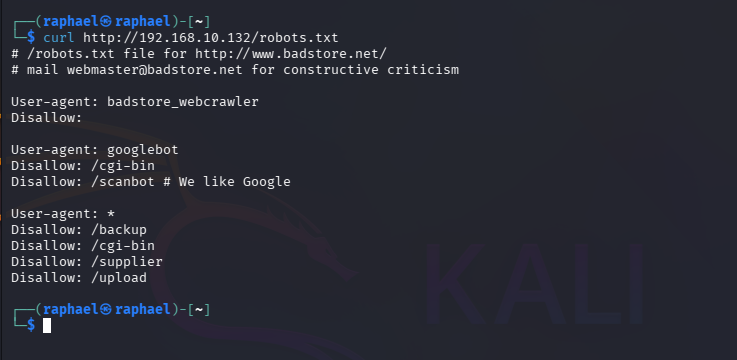 ┌──(raphael㉿raphael)-[~]
└─$ curl http://192.168.10.132/robots.txt
# /robots.txt file for http://www.badstore.net/
# mail webmaster@badstore.net for constructive criticism

User-agent: badstore_webcrawler
Disallow:

User-agent: googlebot
Disallow: /cgi-bin
Disallow: /scanbot # We like Google

User-agent: *
Disallow: /backup
Disallow: /cgi-bin
Disallow: /supplier
Disallow: /upload

┌──(raphael㉿raphael)-[~]
└─$
KALI